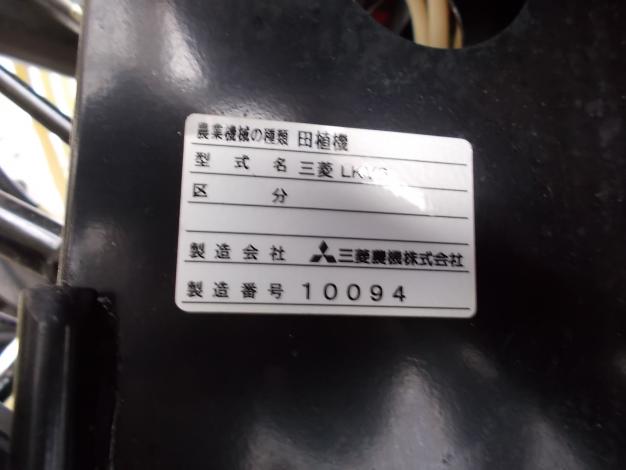 農業機械の種類 田植機
型式名 三菱
区分
製造会社 三菱農機株式会社
製造番号 10094